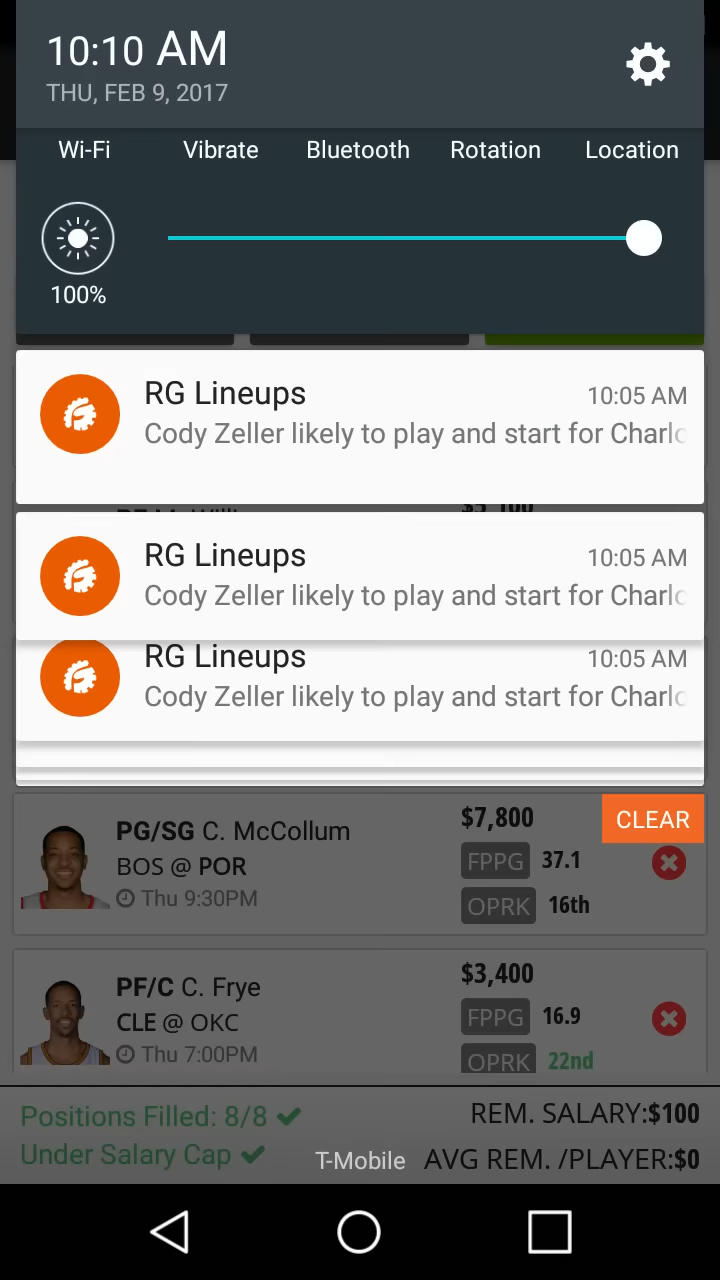 10:10 AM
THU, FEB 9, 2017
Wi-Fi Vibrate Bluetooth Rotation Location
100%
RG Lineups 10:05 AM
Cody Zeller likely to play and start for Charlo
RG Lineups 10:05 AM
Cody Zeller likely to play and start for Charlo
RG Lineups 10:05 AM
Cody Zeller likely to play and start for Charlo
CLEAR
PG/SG C. McCollum $7,800
BOS @ POR FPPG 37.1
Thu 9:30PM OPRK 16th
PF/C C. Frye $3,400
CLE @ OKC FPPG 16.9
Thu 7:00PM OPRK 22nd
Positions Filled: 8/8 REM. SALARY:$100
Under Salary Cap T-Mobile AVG REM. /PLAYER:$0